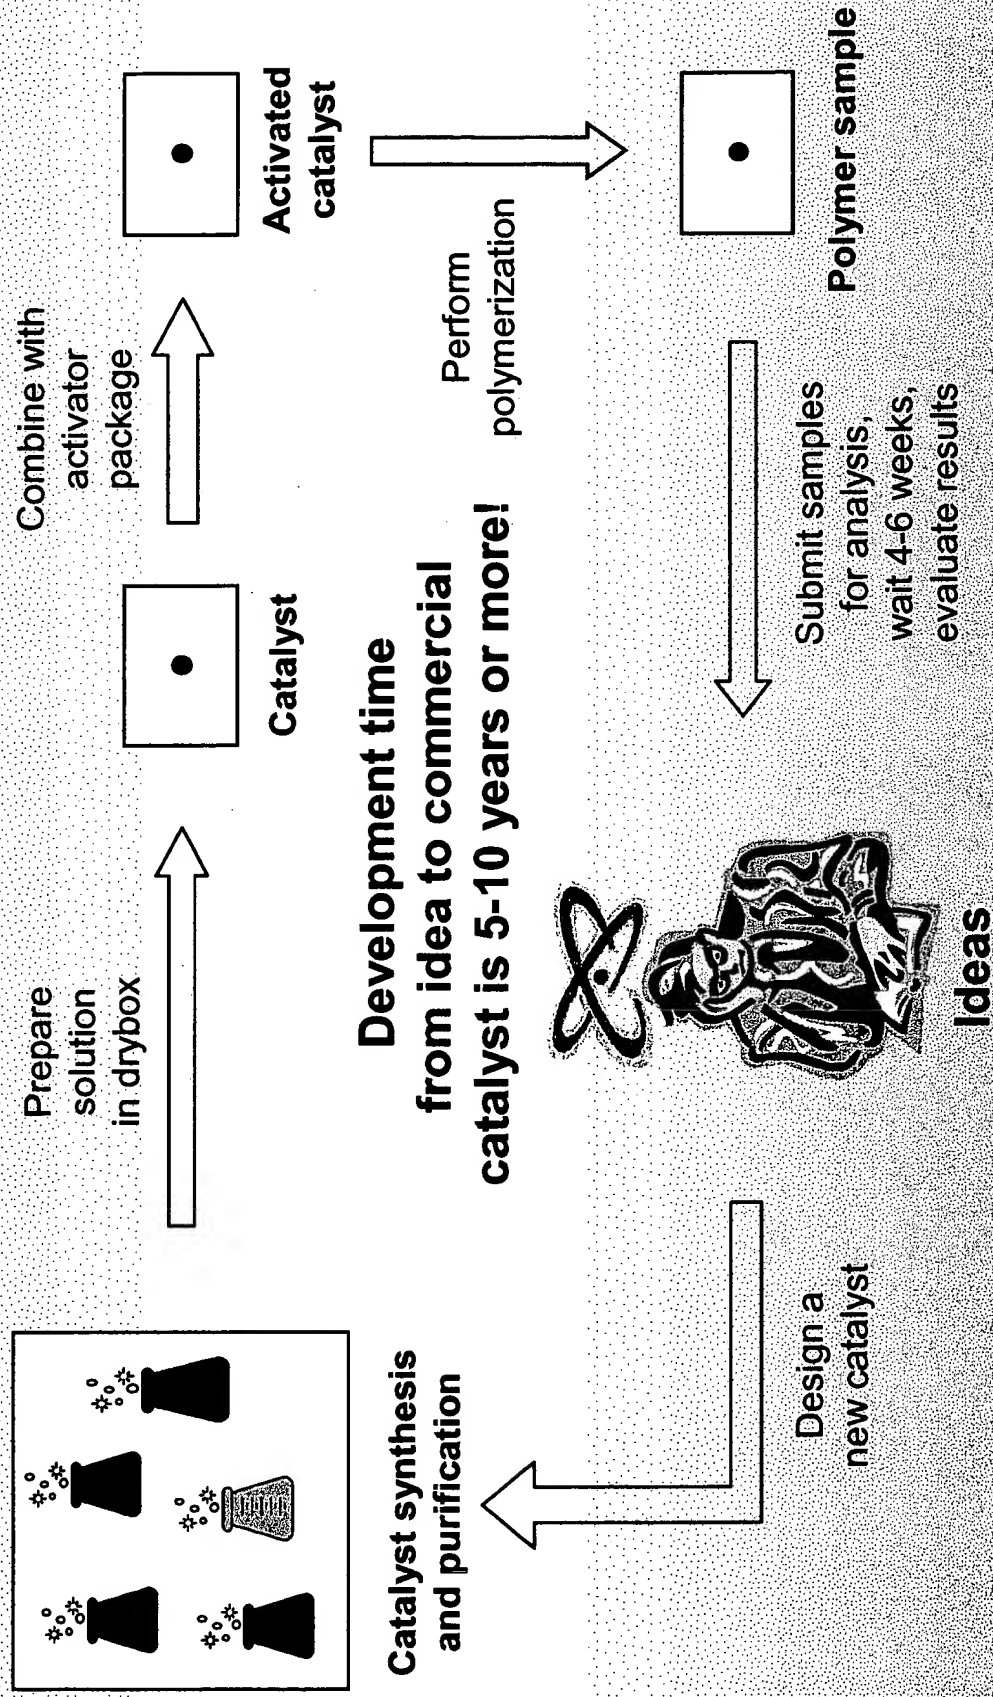 Prepare
solution
in drybox
Combine with
activator
package
Catalyst
Activated
catalyst
Catalyst synthesis
and purification
Development time
from idea to commercial
catalyst is 5-10 years or more!
Perform
polymerization
Design a
new catalyst
Ideas
Submit samples
for analysis,
wait 4-6 weeks,
evaluate results
Polymer sample